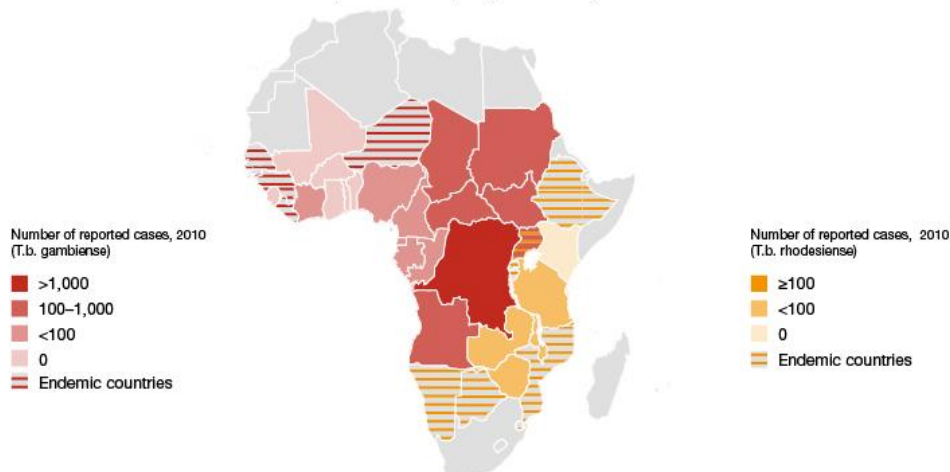 Number of reported cases, 2010
(T.b. gambiense)
>1,000
100–1,000
<100
0
Endemic countries
Number of reported cases, 2010
(T.b. rhodesiense)
≥100
<100
0
Endemic countries